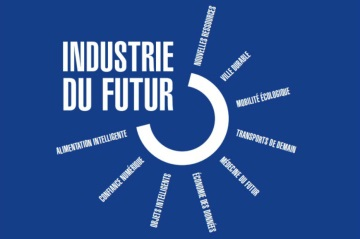 INDUSTRIE
DU FUTUR
NOUVELLES RESSOURCES
VILLE DURABLE
MOBILITÉ ÉCOLOGIQUE
TRANSPORTS DE DEMAIN
MÉDECINE DU FUTUR
ÉCONOMIE DES DONNÉES
OBJETS INTELLIGENTS
CONFIANCE NUMÉRIQUE
ALIMENTATION INTELLIGENTE